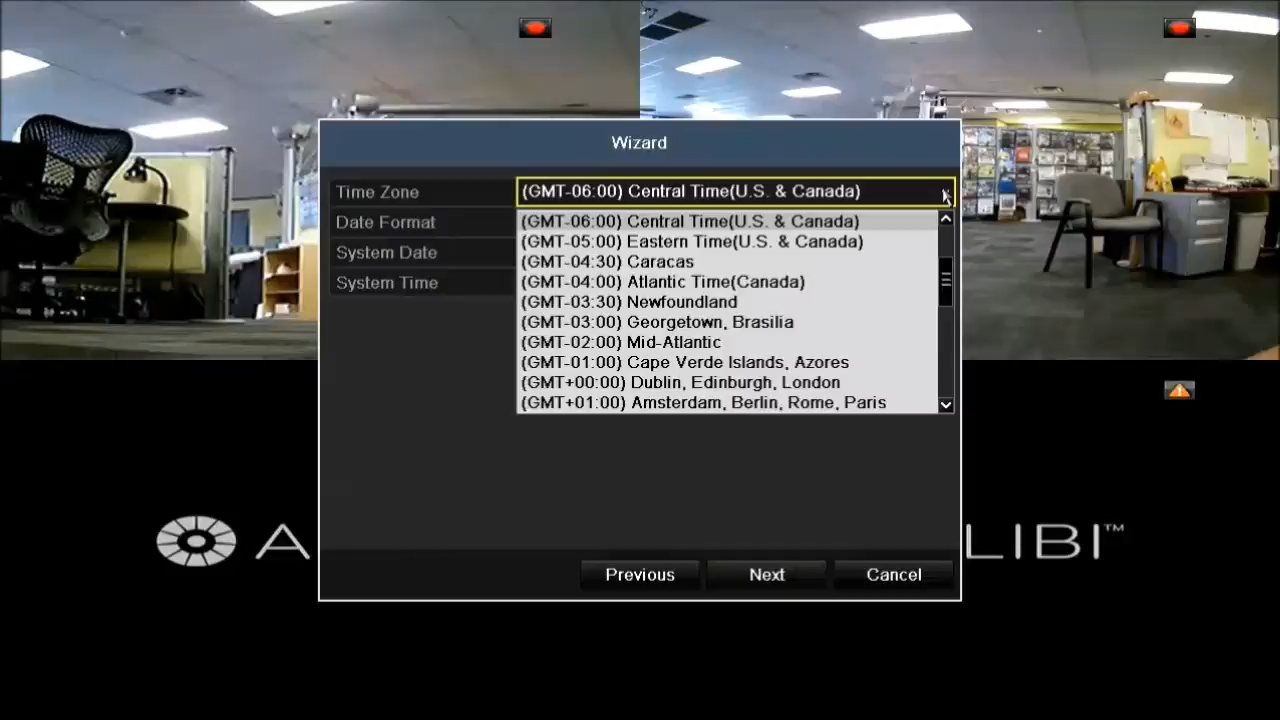 Wizard
Time Zone
(GMT-06:00) Central Time(U.S. & Canada)
Date Format
System Date
System Time
(GMT-06:00) Central Time(U.S. & Canada)
(GMT-05:00) Eastern Time(U.S. & Canada)
(GMT-04:30) Caracas
(GMT-04:00) Atlantic Time(Canada)
(GMT-03:30) Newfoundland
(GMT-03:00) Georgetown, Brasilia
(GMT-02:00) Mid-Atlantic
(GMT-01:00) Cape Verde Islands, Azores
(GMT+00:00) Dublin, Edinburgh, London
(GMT+01:00) Amsterdam, Berlin, Rome, Paris
A
LIBI™
Previous
Next
Cancel